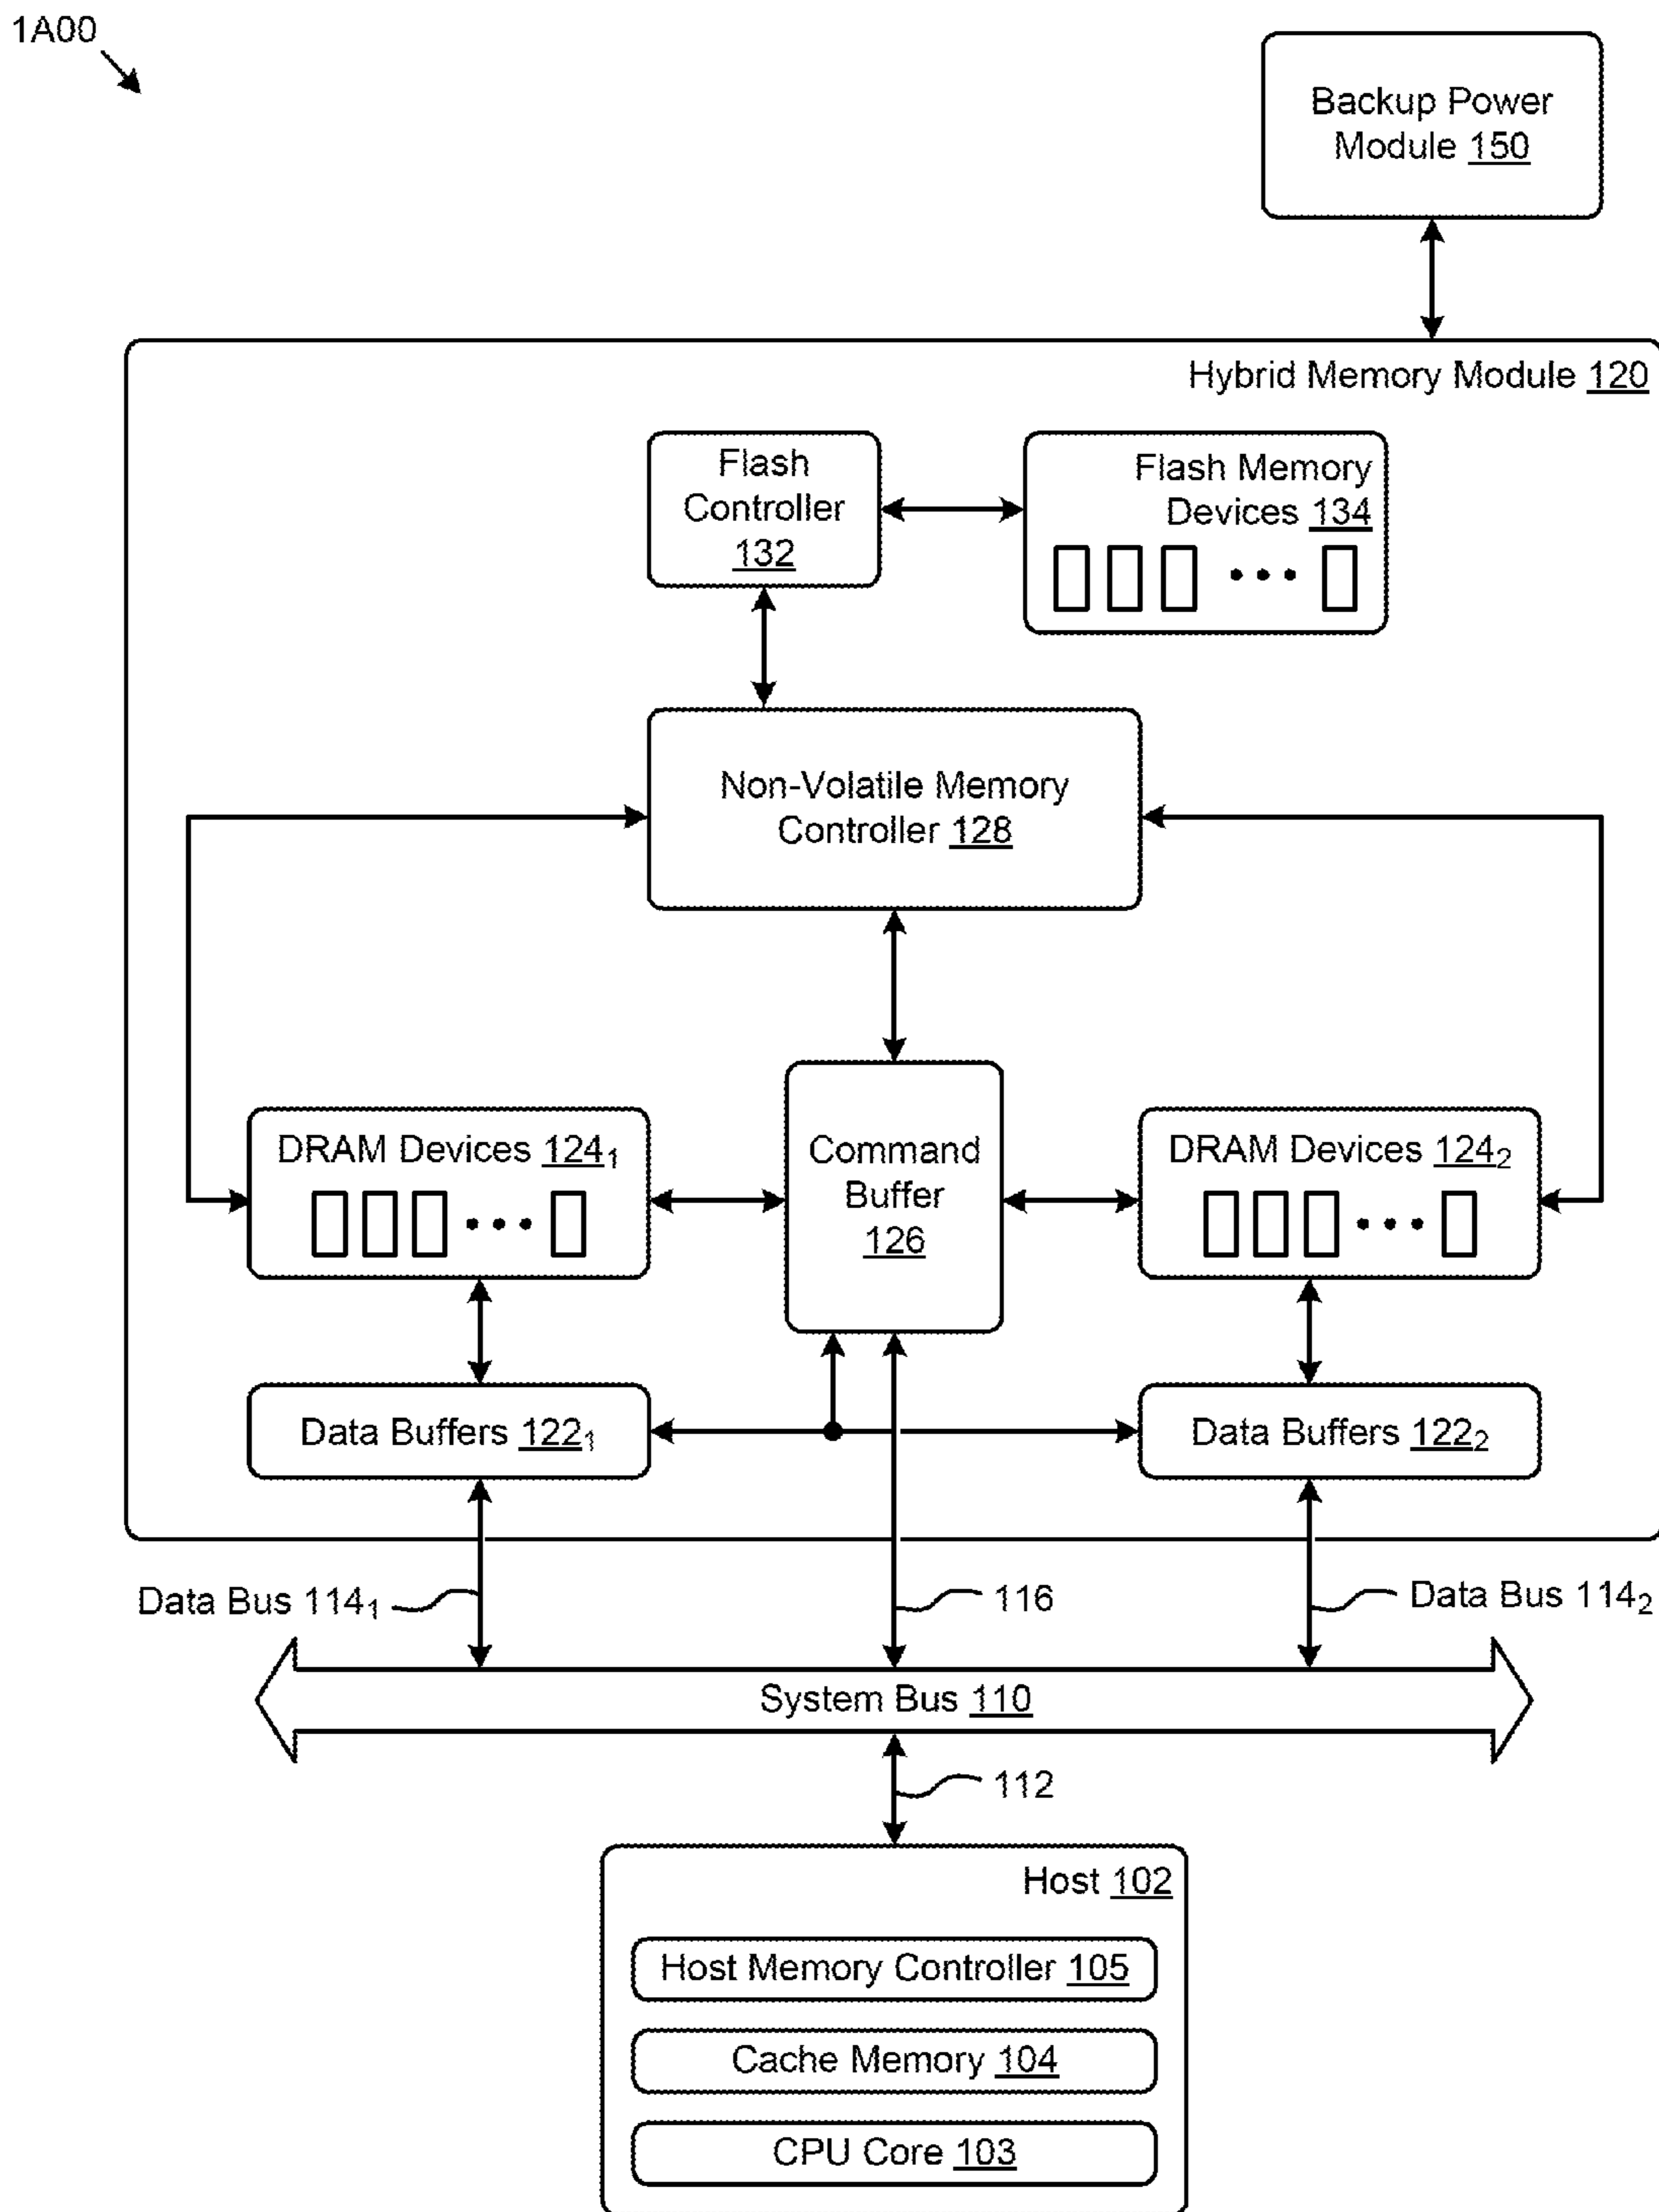 1A00
Backup Power
Module 150
Hybrid Memory Module 120
Flash
Controller
132
Flash Memory
Devices 134
Non-Volatile Memory
Controller 128
DRAM Devices 124₁
Command
Buffer
126
DRAM Devices 124₂
Data Buffers 122₁
Data Buffers 122₂
Data Bus 114₁
116
Data Bus 114₂
System Bus 110
112
Host 102
Host Memory Controller 105
Cache Memory 104
CPU Core 103